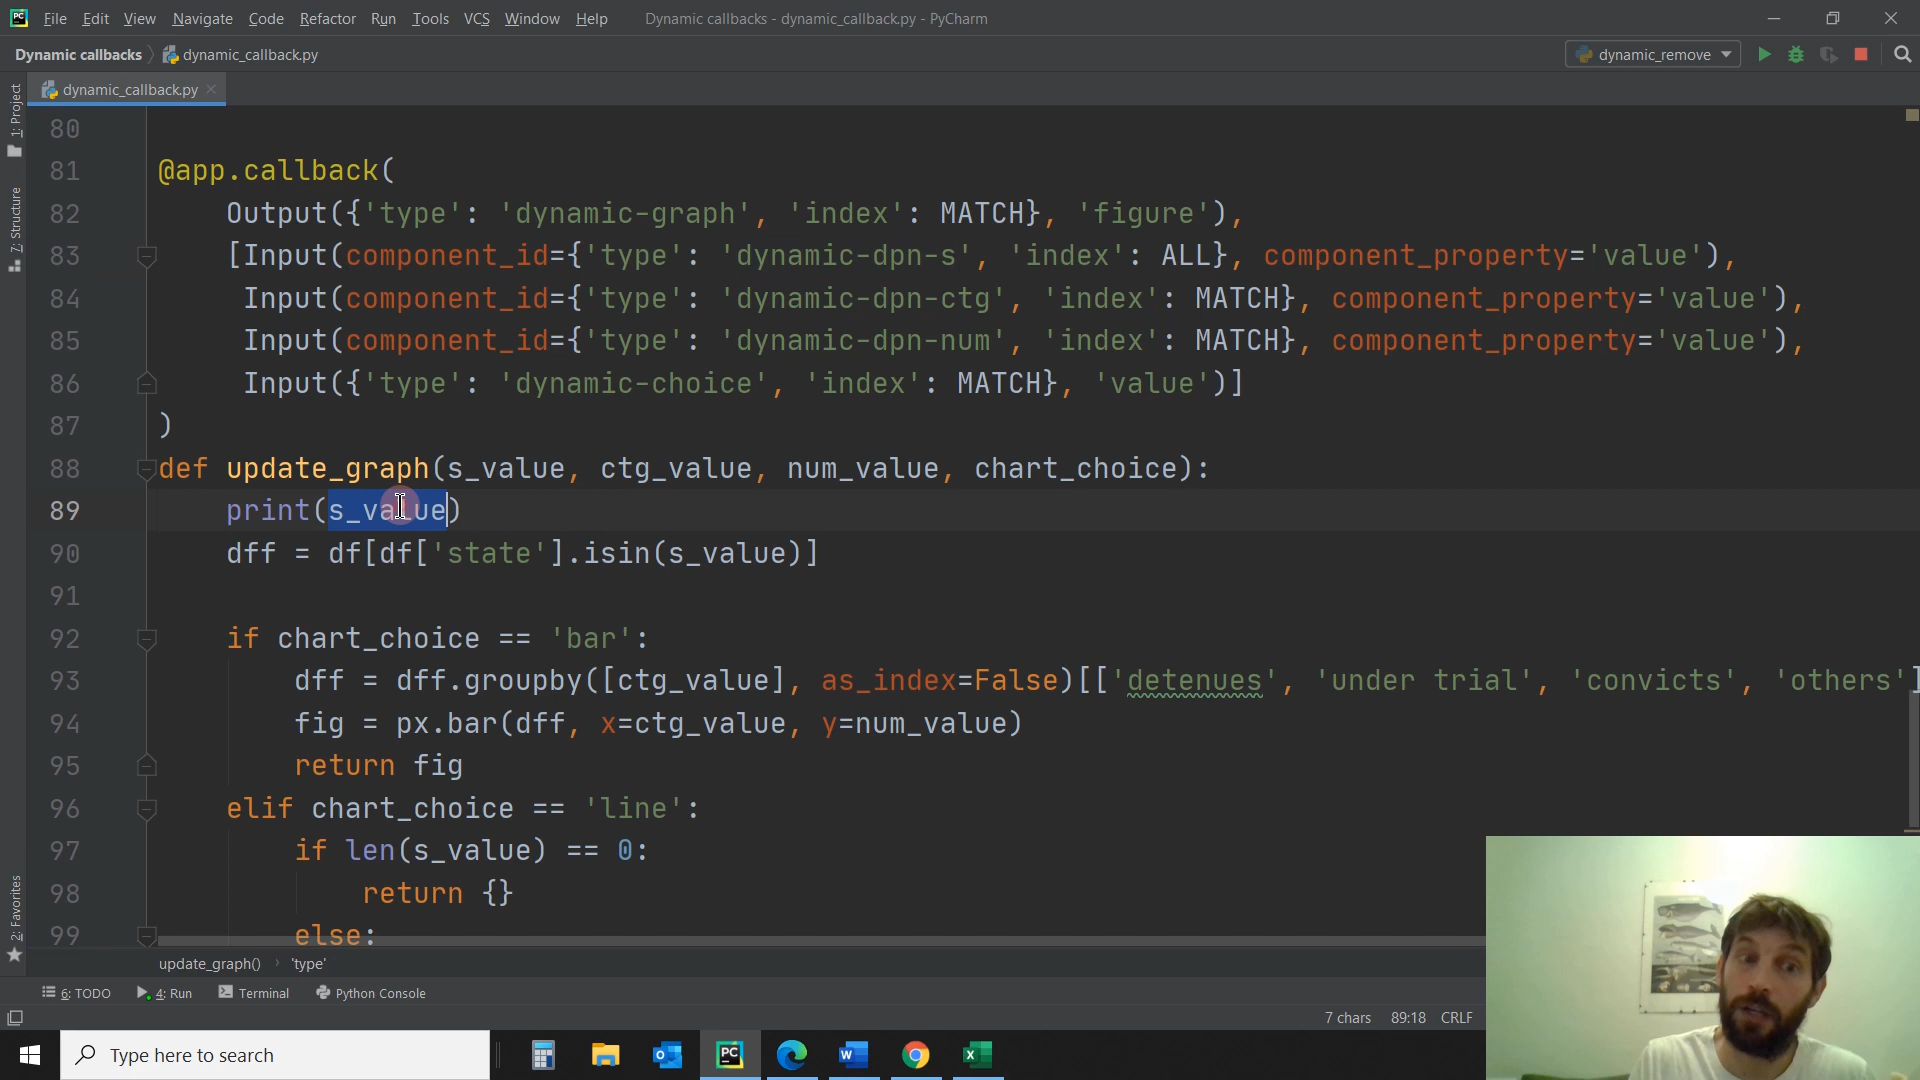 File Edit View Navigate Code Refactor Run Tools VCS Window Help Dynamic callbacks - dynamic_callback.py - PyCharm
Dynamic callbacks dynamic_callback.py dynamic_remove
dynamic_callback.py
1: Project
7: Structure
2: Favorites
80
81 @app.callback(
82 Output({'type': 'dynamic-graph', 'index': MATCH}, 'figure'),
83 [Input(component_id={'type': 'dynamic-dpn-s', 'index': ALL}, component_property='value'),
84 Input(component_id={'type': 'dynamic-dpn-ctg', 'index': MATCH}, component_property='value'),
85 Input(component_id={'type': 'dynamic-dpn-num', 'index': MATCH}, component_property='value'),
86 Input({'type': 'dynamic-choice', 'index': MATCH}, 'value')]
87 )
88 def update_graph(s_value, ctg_value, num_value, chart_choice):
89 print(s_value)
90 dff = df[df['state'].isin(s_value)]
91
92 if chart_choice == 'bar':
93 dff = dff.groupby([ctg_value], as_index=False)[['detenues', 'under trial', 'convicts', 'others']
94 fig = px.bar(dff, x=ctg_value, y=num_value)
95 return fig
96 elif chart_choice == 'line':
97 if len(s_value) == 0:
98 return {}
99 else:
update_graph() 'type'
6: TODO 4: Run Terminal Python Console
7 chars 89:18 CRLF
Type here to search